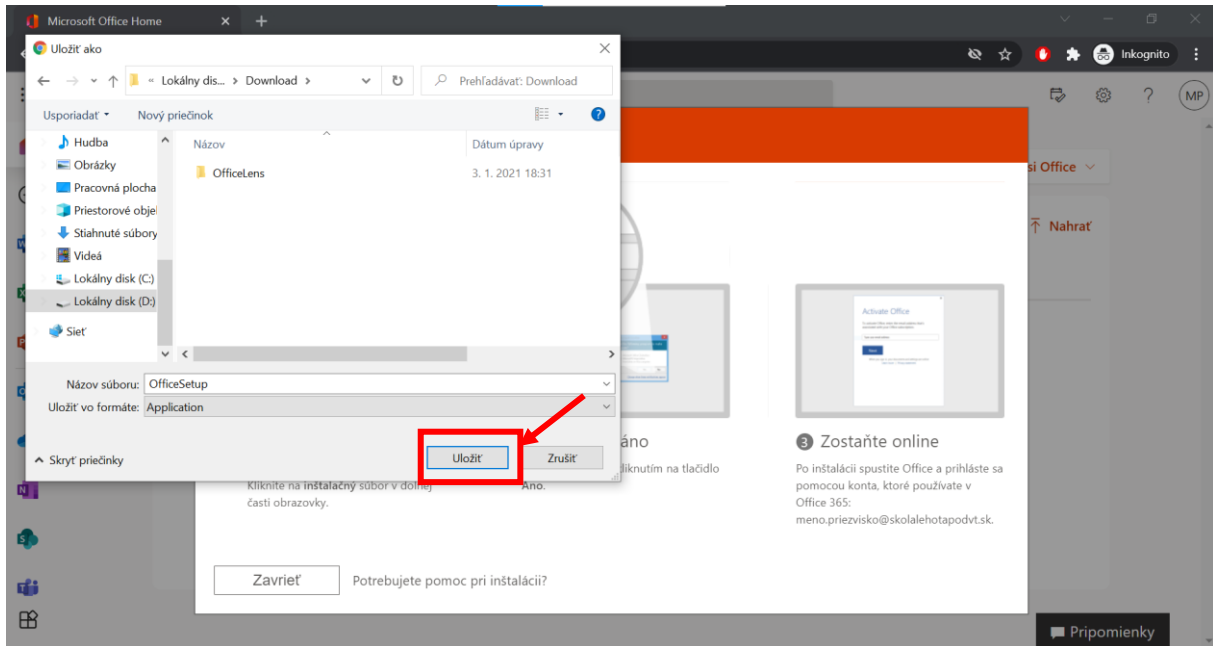 Microsoft Office Home
Uložiť ako
Inkognito
« Lokálny dis... > Download >
Prehľadávať: Download
Usporiadať
Nový priečinok
MP
Hudba
Názov
Dátum úpravy
Obrázky
OfficeLens
3. 1. 2021 18:31
si Office
Pracovná plocha
Priestorové objel
Stiahnuté súbory
Nahrať
Videá
Lokálny disk (C:)
Lokálny disk (D:)
Activate Office
Sieť
Názov súboru: OfficeSetup
Uložiť vo formáte: Application
áno
3 Zostaňte online
Skryť priečinky
Uložiť
Zrušiť
liknutím na tlačidlo
Po inštalácii spustite Office a prihláste sa
Kliknite na inštalačný súbor v dolnej
Áno.
pomocou konta, ktoré používate v
časti obrazovky.
Office 365:
meno.priezvisko@skolalehotapodvt.sk.
Zavrieť
Potrebujete pomoc pri inštalácii?
Pripomienky